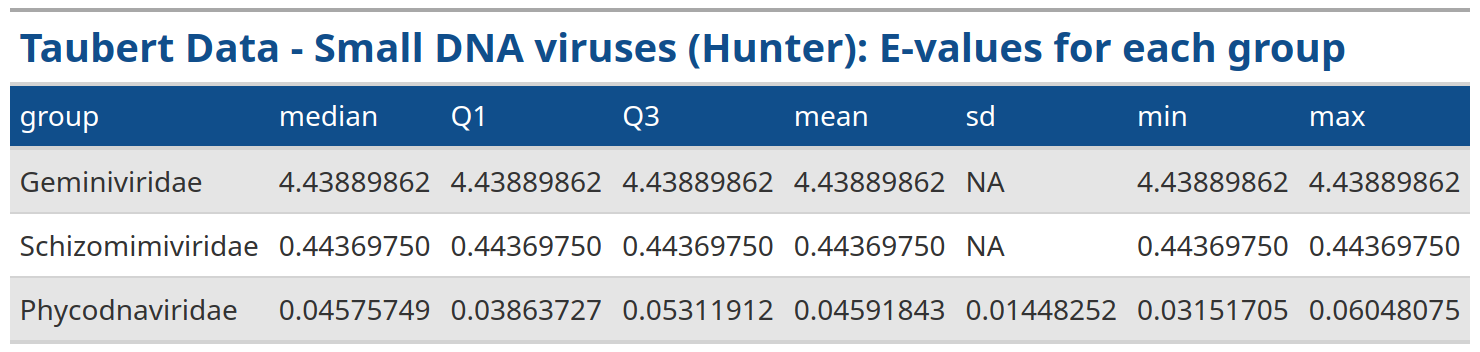 Taubert Data - Small DNA viruses (Hunter): E-values for each group
group median Q1 Q3 mean sd min max
Geminiviridae 4.43889862 4.43889862 4.43889862 4.43889862 NA 4.43889862 4.43889862
Schizomimiviridae 0.44369750 0.44369750 0.44369750 0.44369750 NA 0.44369750 0.44369750
Phycodnaviridae 0.04575749 0.03863727 0.05311912 0.04591843 0.01448252 0.03151705 0.06048075